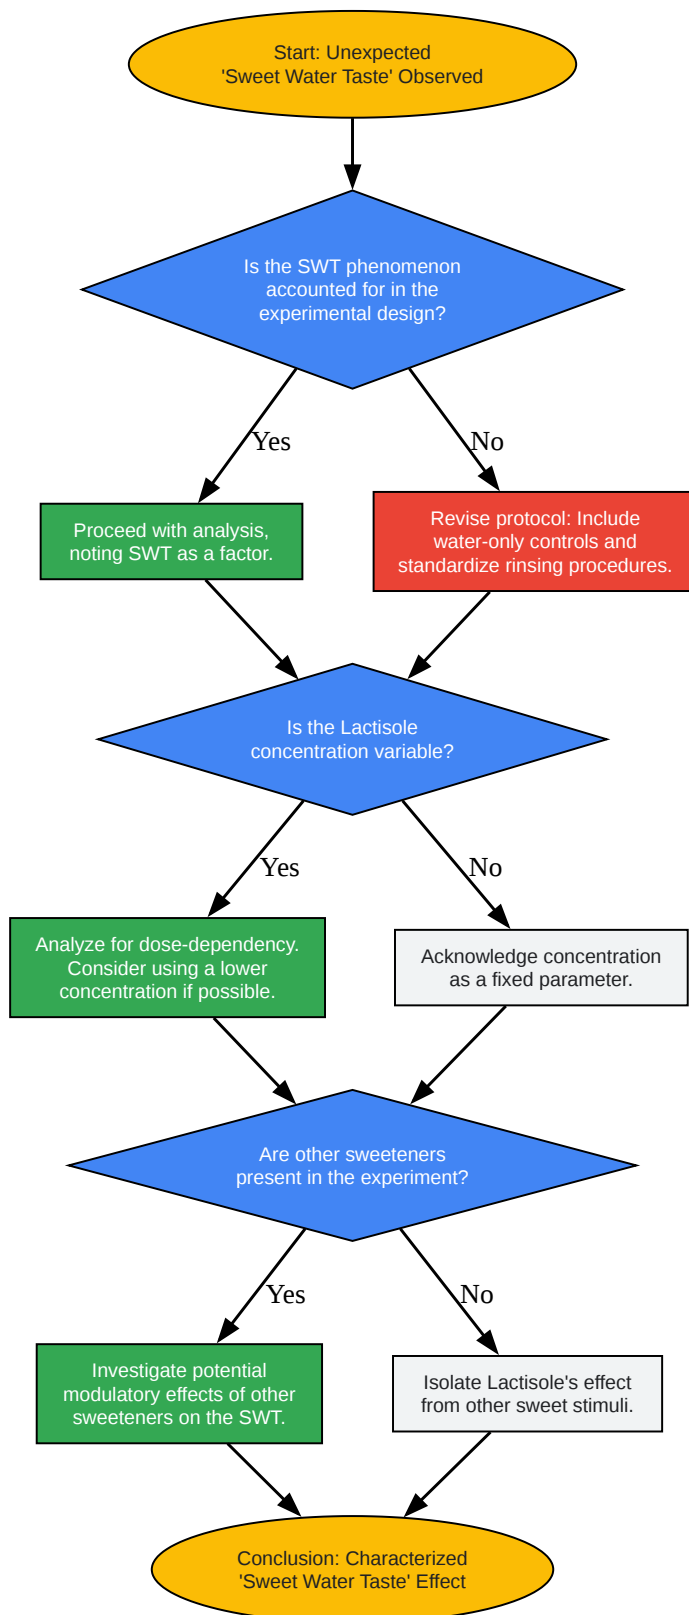 Start: Unexpected
'Sweet Water Taste' Observed
Is the SWT phenomenon
accounted for in the
experimental design?
Yes
No
Proceed with analysis,
noting SWT as a factor.
Revise protocol: Include
water-only controls and
standardize rinsing procedures.
Is the Lactisole
concentration variable?
Yes
No
Analyze for dose-dependency.
Consider using a lower
concentration if possible.
Acknowledge concentration
as a fixed parameter.
Are other sweeteners
present in the experiment?
Yes
No
Investigate potential
modulatory effects of other
sweeteners on the SWT.
Isolate Lactisole's effect
from other sweet stimuli.
Conclusion: Characterized
'Sweet Water Taste' Effect